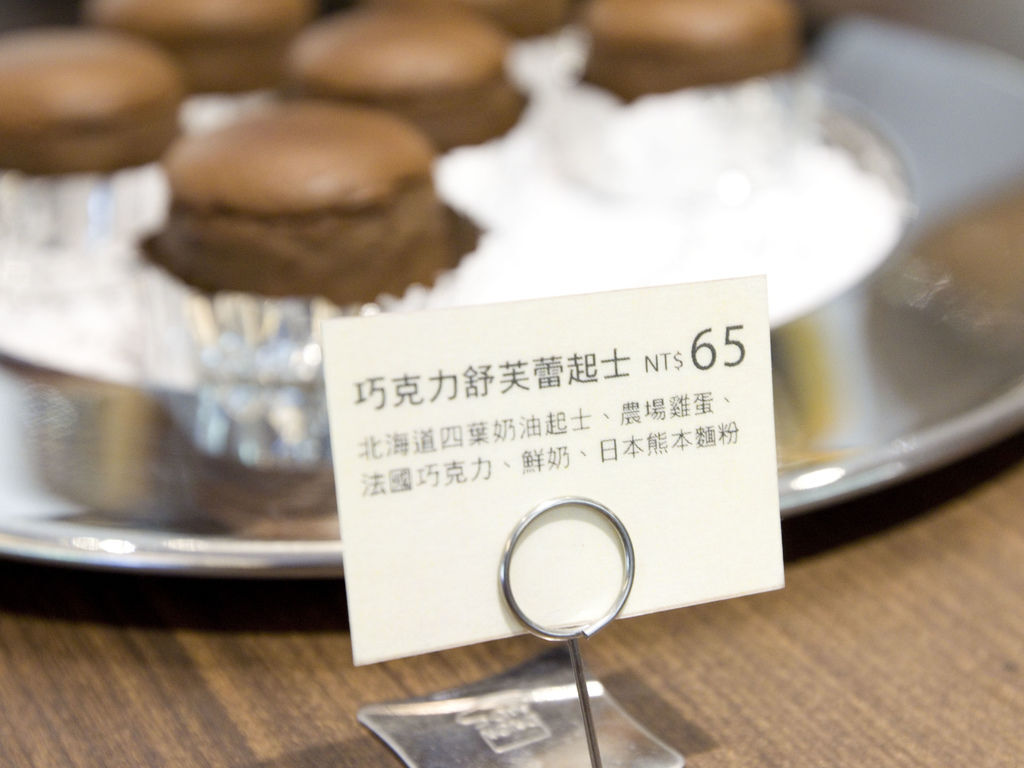 巧克力舒芙蕾起士 NT$ 65
北海道四葉奶油起士、農場雞蛋、
法國巧克力、鮮奶、日本熊本麵粉